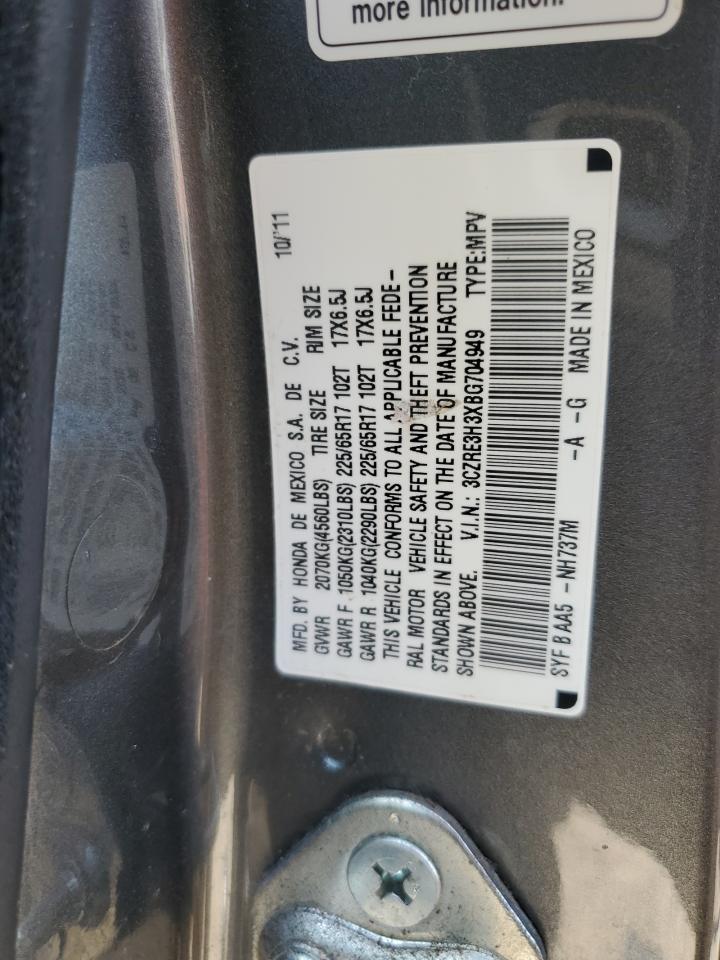 more information.
MFD. BY HONDA DE MEXICO S.A. DE C.V. 10/'11
GVWR 2070KG(4560LBS) TIRE SIZE RIM SIZE
GAWR F 1050KG(2310LBS) 225/65R17 102T 17X6.5J
GAWR R 1040KG(2290LBS) 225/65R17 102T 17X6.5J
THIS VEHICLE CONFORMS TO ALL APPLICABLE FEDE-
RAL MOTOR VEHICLE SAFETY AND THEFT PREVENTION
STANDARDS IN EFFECT ON THE DATE OF MANUFACTURE
SHOWN ABOVE. V.I.N.: 3CZRE3H3XBG704949 TYPE:MPV
SYF B AA5 -NH737M -A -G MADE IN MEXICO